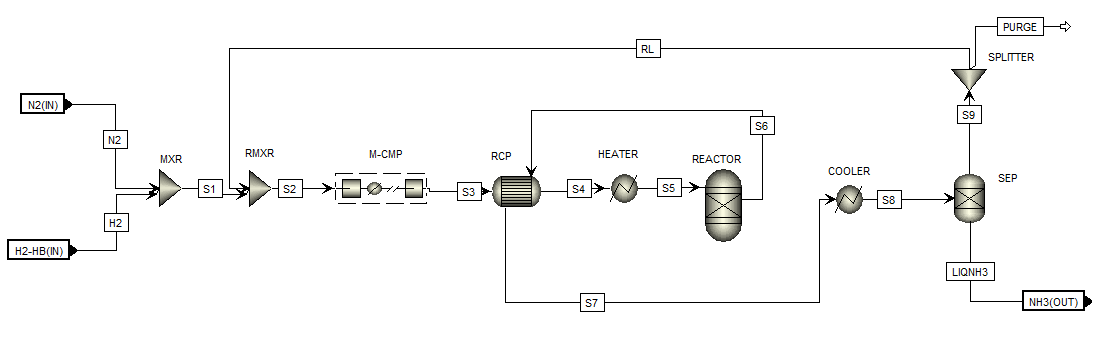 PURGE
RL
SPLITTER
N2(IN)
S9
S6
N2
MXR
RMXR
M-CMP
RCP
HEATER
REACTOR
COOLER
SEP
S1
S2
S3
S4
S5
S8
H2
H2-HB(IN)
LIQNH3
S7
NH3(OUT)